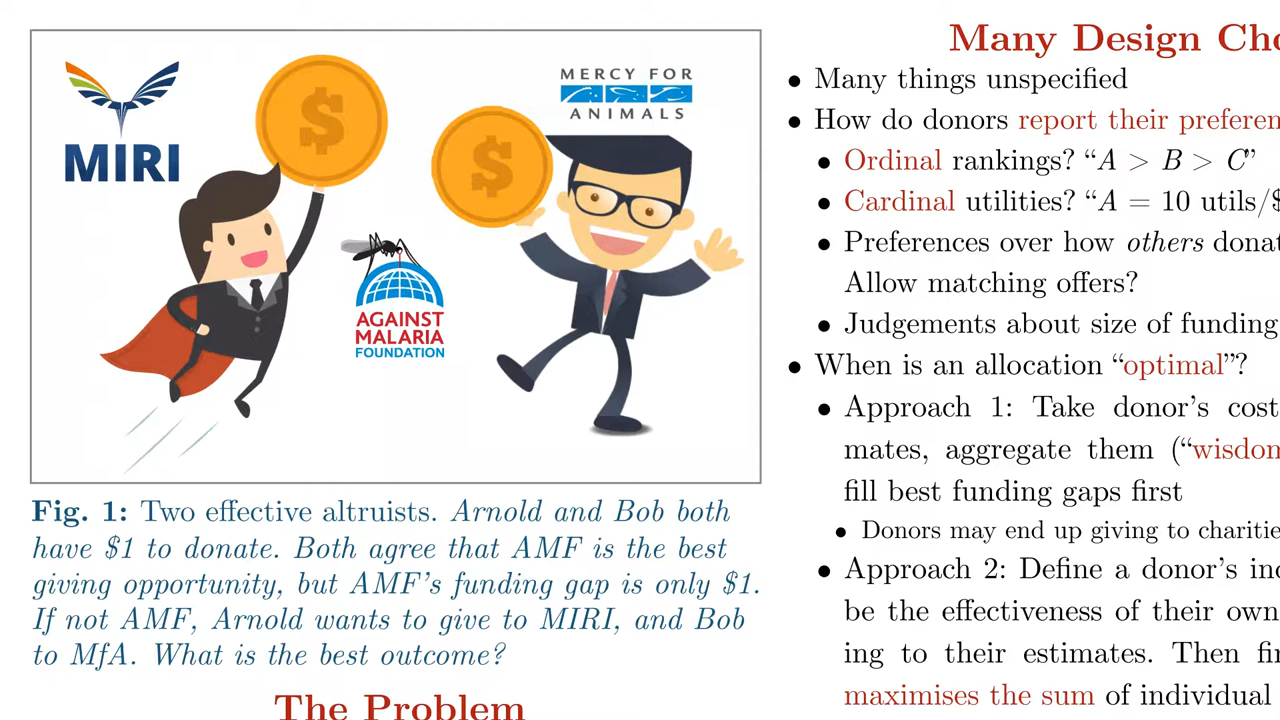 MIRI
$
$
MERCY FOR
ANIMALS
AGAINST
MALARIA
FOUNDATION
Fig. 1: Two effective altruists. Arnold and Bob both
have $1 to donate. Both agree that AMF is the best
giving opportunity, but AMF's funding gap is only $1.
If not AMF, Arnold wants to give to MIRI, and Bob
to MfA. What is the best outcome?
The Problem
Many Design Cho
• Many things unspecified
• How do donors report their preferen
• Ordinal rankings? “A > B > C”
• Cardinal utilities? “A = 10 utils/$
• Preferences over how others dona
Allow matching offers?
• Judgements about size of funding
• When is an allocation “optimal”?
• Approach 1: Take donor's cost
mates, aggregate them (“wisdom
fill best funding gaps first
• Donors may end up giving to charitie
• Approach 2: Define a donor's in
be the effectiveness of their own
ing to their estimates. Then fin
maximises the sum of individual